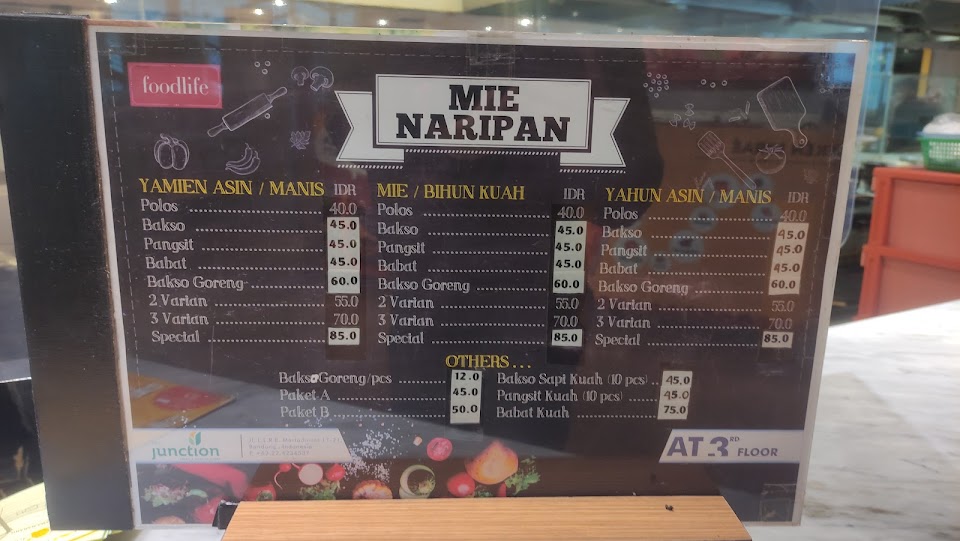 foodlife
MIE
NARIPAN
YAMIEN ASIN / MANIS IDR
Polos 40.0
Bakso 45.0
Pangsit 45.0
Babat 45.0
Bakso Goreng 60.0
2 Varian 55.0
3 Varian 70.0
Special 85.0
MIE / BIHUN KUAH IDR
Polos 40.0
Bakso 45.0
Pangsit 45.0
Babat 45.0
Bakso Goreng 60.0
2 Varian 55.0
3 Varian 70.0
Special 85.0
YAHUN ASIN / MANIS IDR
Polos 40.0
Bakso 45.0
Pangsit 45.0
Babat 45.0
Bakso Goreng 60.0
2 Varian 55.0
3 Varian 70.0
Special 85.0
OTHERS . . .
Bakso Goreng/pcs 12.0
Paket A 45.0
Paket B 50.0
Bakso Sapi Kuah (10 pcs) 45.0
Pangsit Kuah (10 pcs) 45.0
Babat Kuah 75.0
junction
Bandung, Indonesia
AT 3RD FLOOR